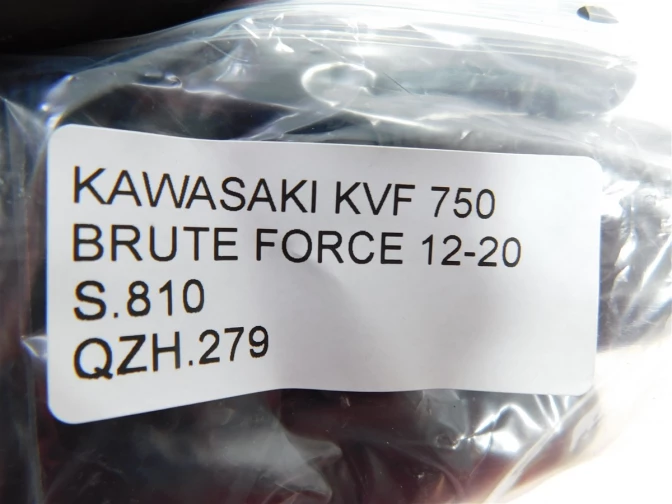 KAWASAKI KVF 750
BRUTE FORCE 12-20
S.810
QZH.279